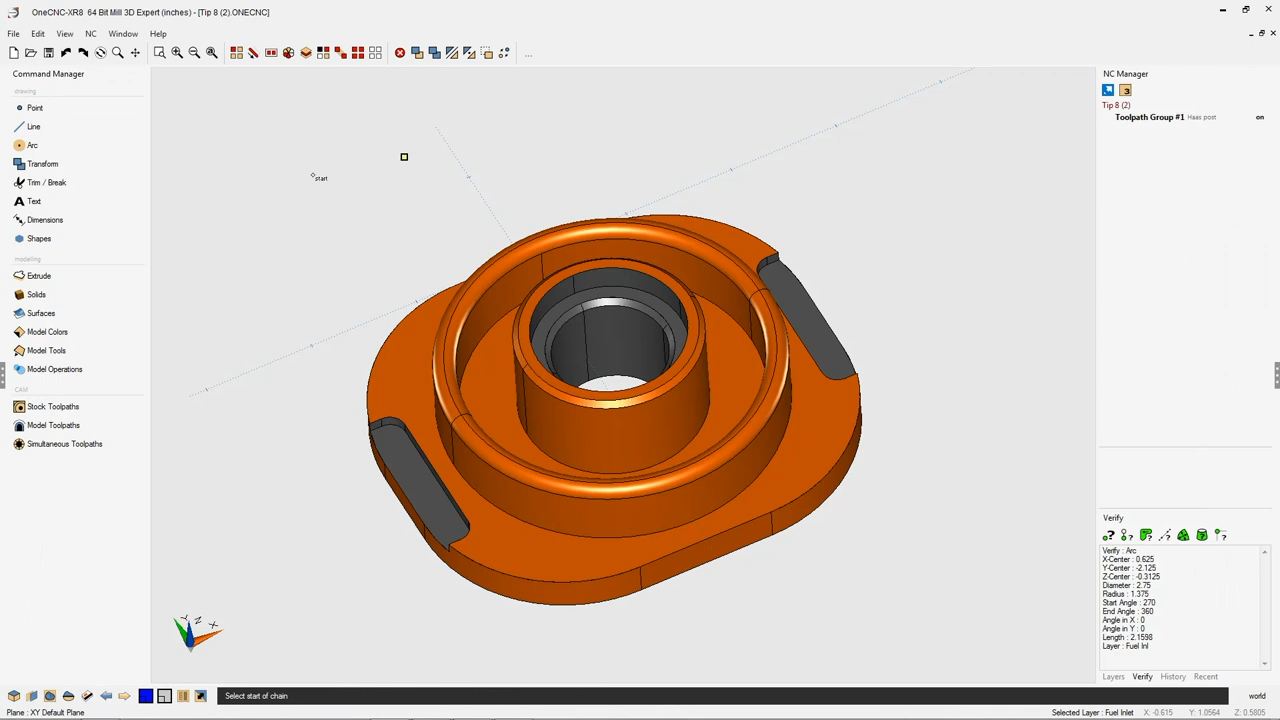 OneCNC-XR8 64 Bit Mill 3D Expert (inches) - [Tip 8 (2).ONECNC]
File Edit View NC Window Help
Command Manager
drawing
Point
Line
Arc
Transform
Trim / Break
Text
Dimensions
Shapes
modeling
Extrude
Solids
Surfaces
Model Colors
Model Tools
Model Operations
CAM
Stock Toolpaths
Model Toolpaths
Simultaneous Toolpaths
start
Y Z X
NC Manager
3
Tip 8 (2)
Toolpath Group #1 Haas post on
Verify
Verify : Arc
X-Center : 0.625
Y-Center : -2.125
Z-Center : -0.3125
Diameter : 2.75
Radius : 1.375
Start Angle : 270
End Angle : 360
Angle in X : 0
Angle in Y : 0
Length : 2.1598
Layer : Fuel Inl
Layers Verify History Recent
Select start of chain
world
Plane : XY Default Plane
Selected Layer : Fuel Inlet X: -0.615 Y: 1.0564 Z: 0.5805